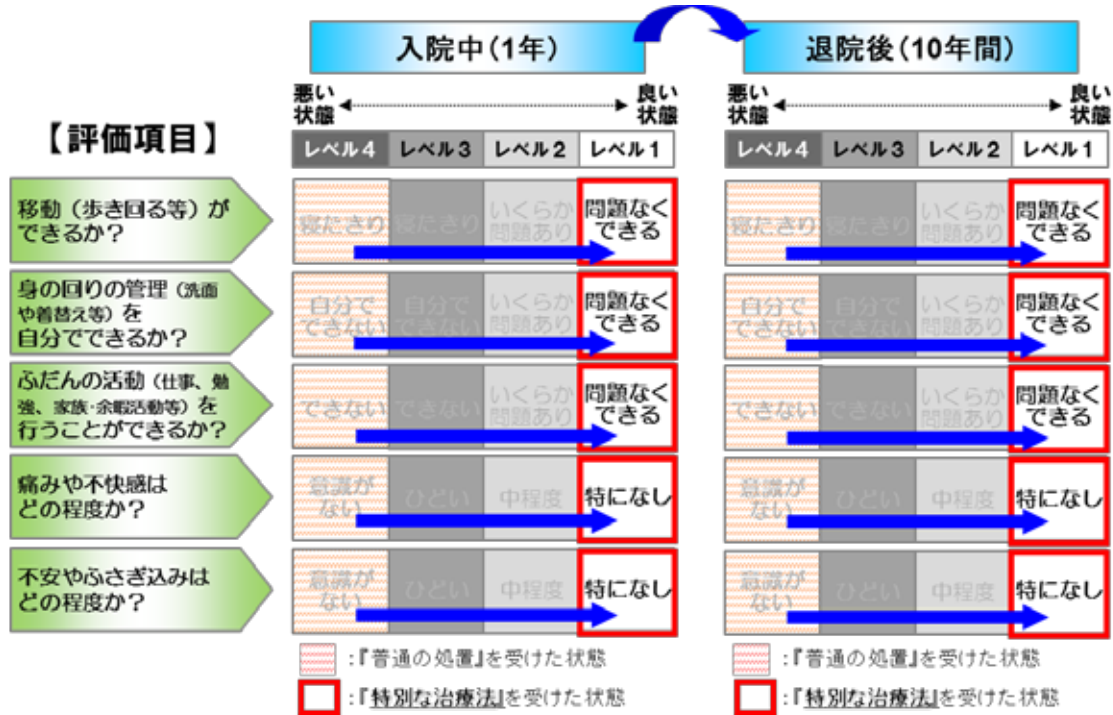 入院中(1年)
退院後(10年間)
悪い
状態
良い
状態
悪い
状態
良い
状態
【評価項目】
レベル4 レベル3 レベル2 レベル1
レベル4 レベル3 レベル2 レベル1
移動(歩き回る等)が
できるか?
寝たきり 寝たきり いくらか
問題あり
問題なく
できる
寝たきり 寝たきり いくらか
問題あり
問題なく
できる
身の回りの管理(洗面
や着替え等)を
自分でできるか?
自分で
できない
自分で
できない
いくらか
問題あり
問題なく
できる
自分で
できない
自分で
できない
いくらか
問題あり
問題なく
できる
ふだんの活動(仕事、勉
強、家族・余暇活動等)を
行うことができるか?
できない できない いくらか
問題あり
問題なく
できる
できない できない いくらか
問題あり
問題なく
できる
痛みや不快感は
どの程度か?
意識が
ない
ひどい 中程度 特になし
意識が
ない
ひどい 中程度 特になし
不安やふさぎ込みは
どの程度か?
意識が
ない
ひどい 中程度 特になし
意識が
ない
ひどい 中程度 特になし
:『普通の処置』を受けた状態
:『特別な治療法』を受けた状態
:『普通の処置』を受けた状態
:『特別な治療法』を受けた状態